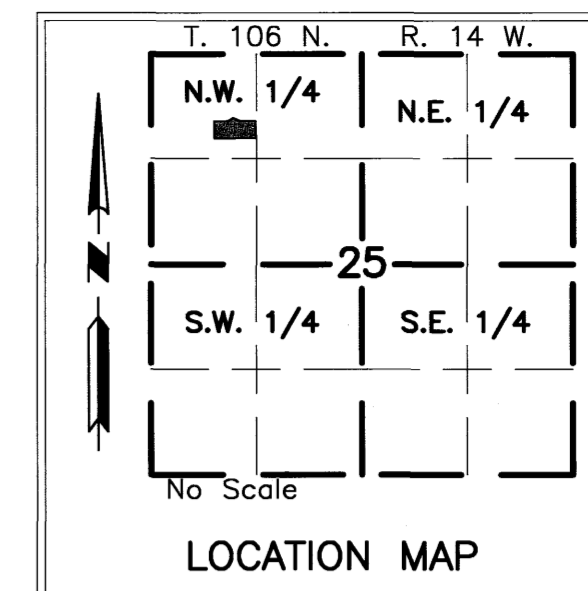 T. 106 N. R. 14 W.
N.W. 1/4
N.E. 1/4
N
25
S.W. 1/4 S.E. 1/4
No Scale
LOCATION MAP